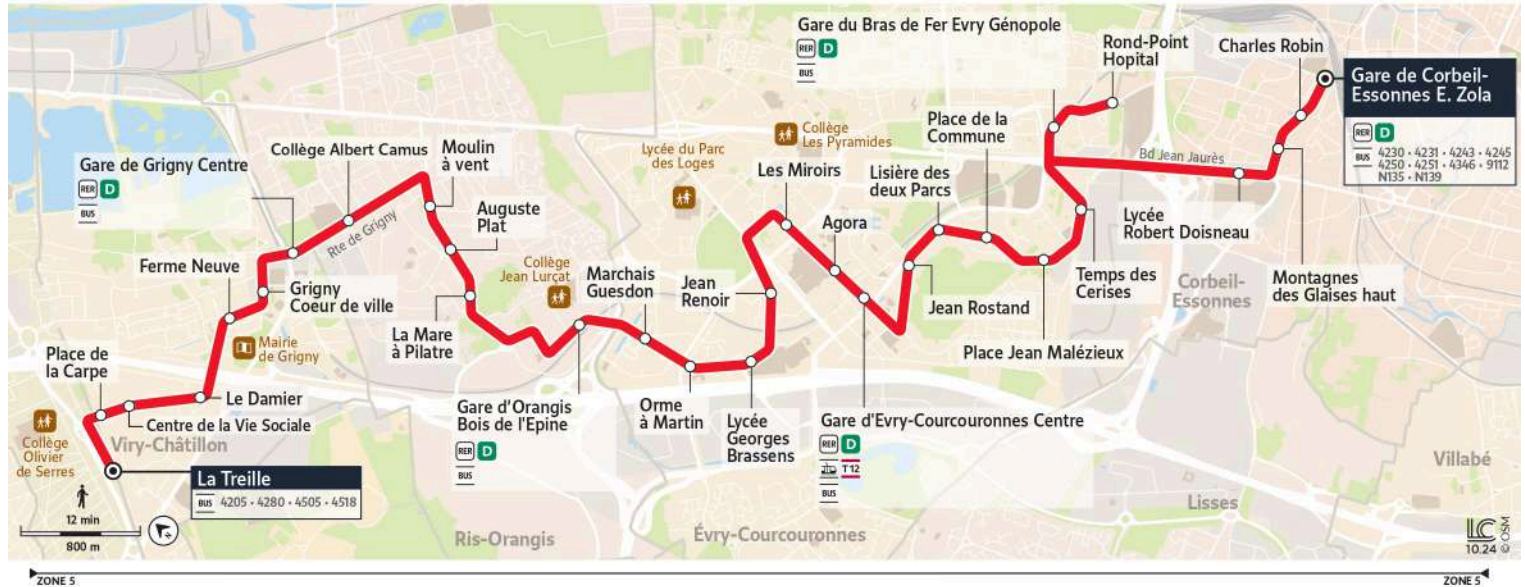 Gare du Bras de Fer Evry Génopole
RER D
BUS
Rond-Point
Hopital
Charles Robin
Gare de Corbeil-
Essonnes E. Zola
RER D
BUS 4230 • 4231 • 4243 • 4245
4250 • 4251 • 4346 • 9112
N135 • N139
Gare de Grigny Centre
RER D
BUS
Collège Albert Camus
Moulin
à vent
Lycée du Parc
des Loges
Collège
Les Pyramides
Place de la
Commune
Les Miroirs
Lisière des
deux Parcs
Bd Jean Jaurès
Rte de Grigny
Auguste
Plat
Agora
Lycée
Robert Doisneau
Ferme Neuve
Grigny
Coeur de ville
Collège
Jean Lurçat
Marchais
Guesdon
Jean
Renoir
Jean Rostand
Temps des
Cerises
Corbeil-
Essonnes
Montagnes
des Glaises haut
Mairie
de Grigny
La Mare
à Pilatre
Place Jean Malézieux
Place de
la Carpe
Le Damier
Centre de la Vie Sociale
Gare d'Orangis
Bois de l'Epine
RER D
BUS
Orme
à Martin
Lycée
Georges
Brassens
Gare d'Evry-Courcouronnes Centre
RER D
T12
BUS
Collège
Olivier
de Serres
Viry-Châtillon
La Treille
BUS 4205 • 4280 • 4505 • 4518
Villabé
Lisses
12 min
800 m
Ris-Orangis
Évry-Courcouronnes
LC
10.24 © OSM
ZONE 5
ZONE 5